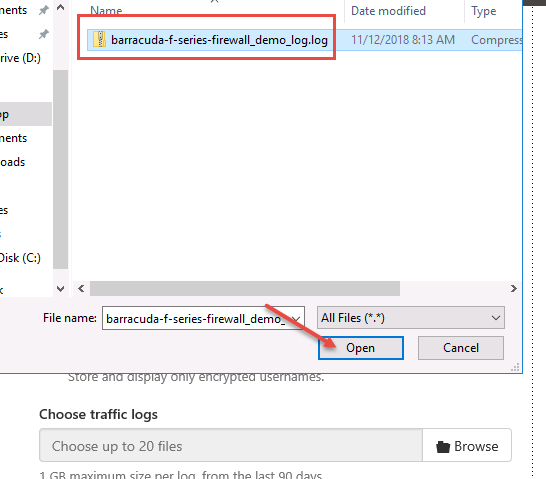 Name Date modified Type
ments
es
rive (D:)
barracuda-f-series-firewall_demo_log.log 11/12/2018 8:13 AM Compress
pp
ments
oads
es
s
Disk (C:)
k
File name: barracuda-f-series-firewall_demo_ All Files (*.*)
Open Cancel
Store and display only encrypted usernames.
Choose traffic logs
Choose up to 20 files Browse
1 GB maximum size per log, from the last 90 days